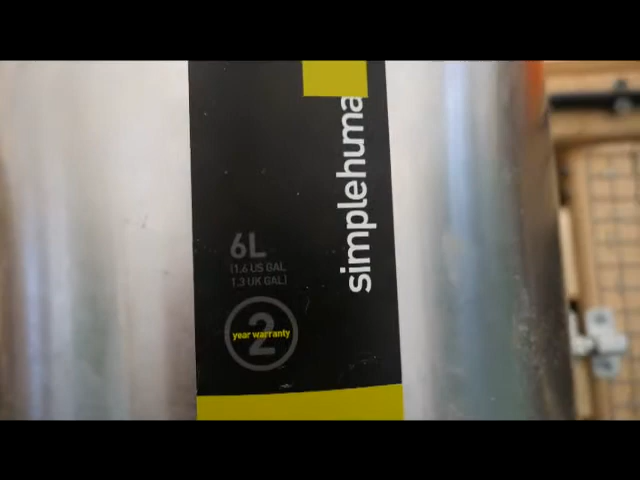 simplehuma
6L
(1.6 US GAL
1.3 UK GAL)
2
year warranty